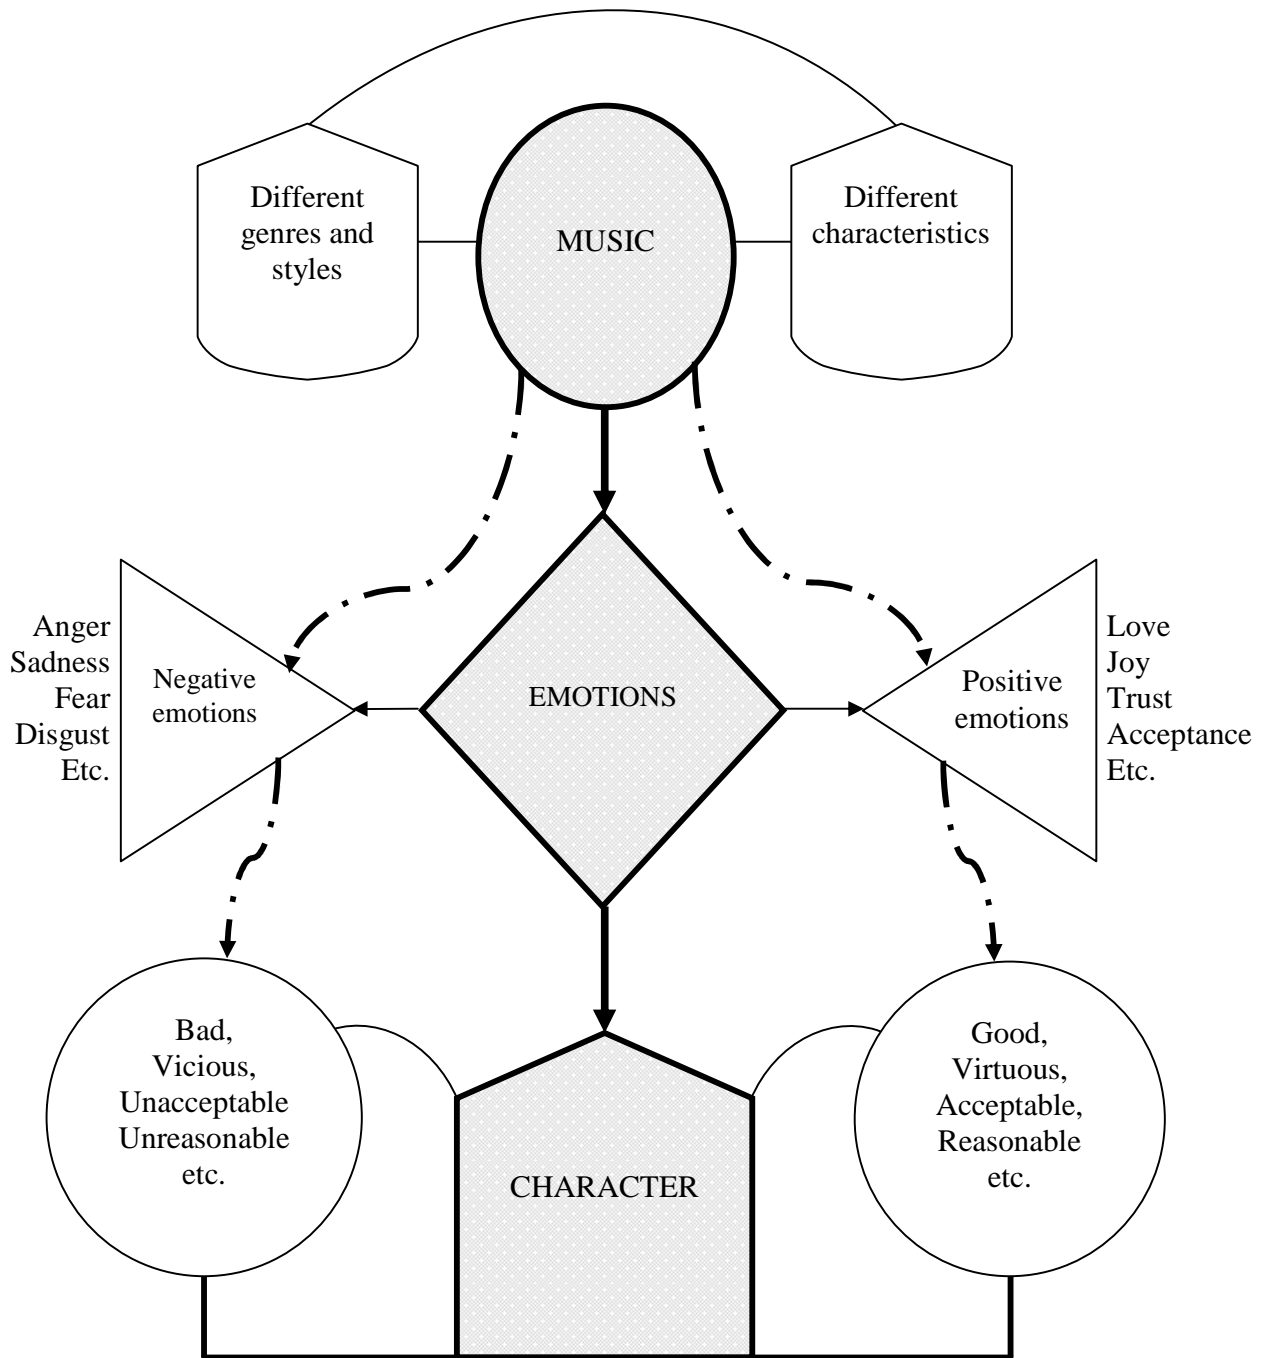 Different
genres and
styles
MUSIC
Different
characteristics
Anger
Sadness
Fear
Disgust
Etc.
Negative
emotions
EMOTIONS
Positive
emotions
Love
Joy
Trust
Acceptance
Etc.
Bad,
Vicious,
Unacceptable
Unreasonable
etc.
CHARACTER
Good,
Virtuous,
Acceptable,
Reasonable
etc.